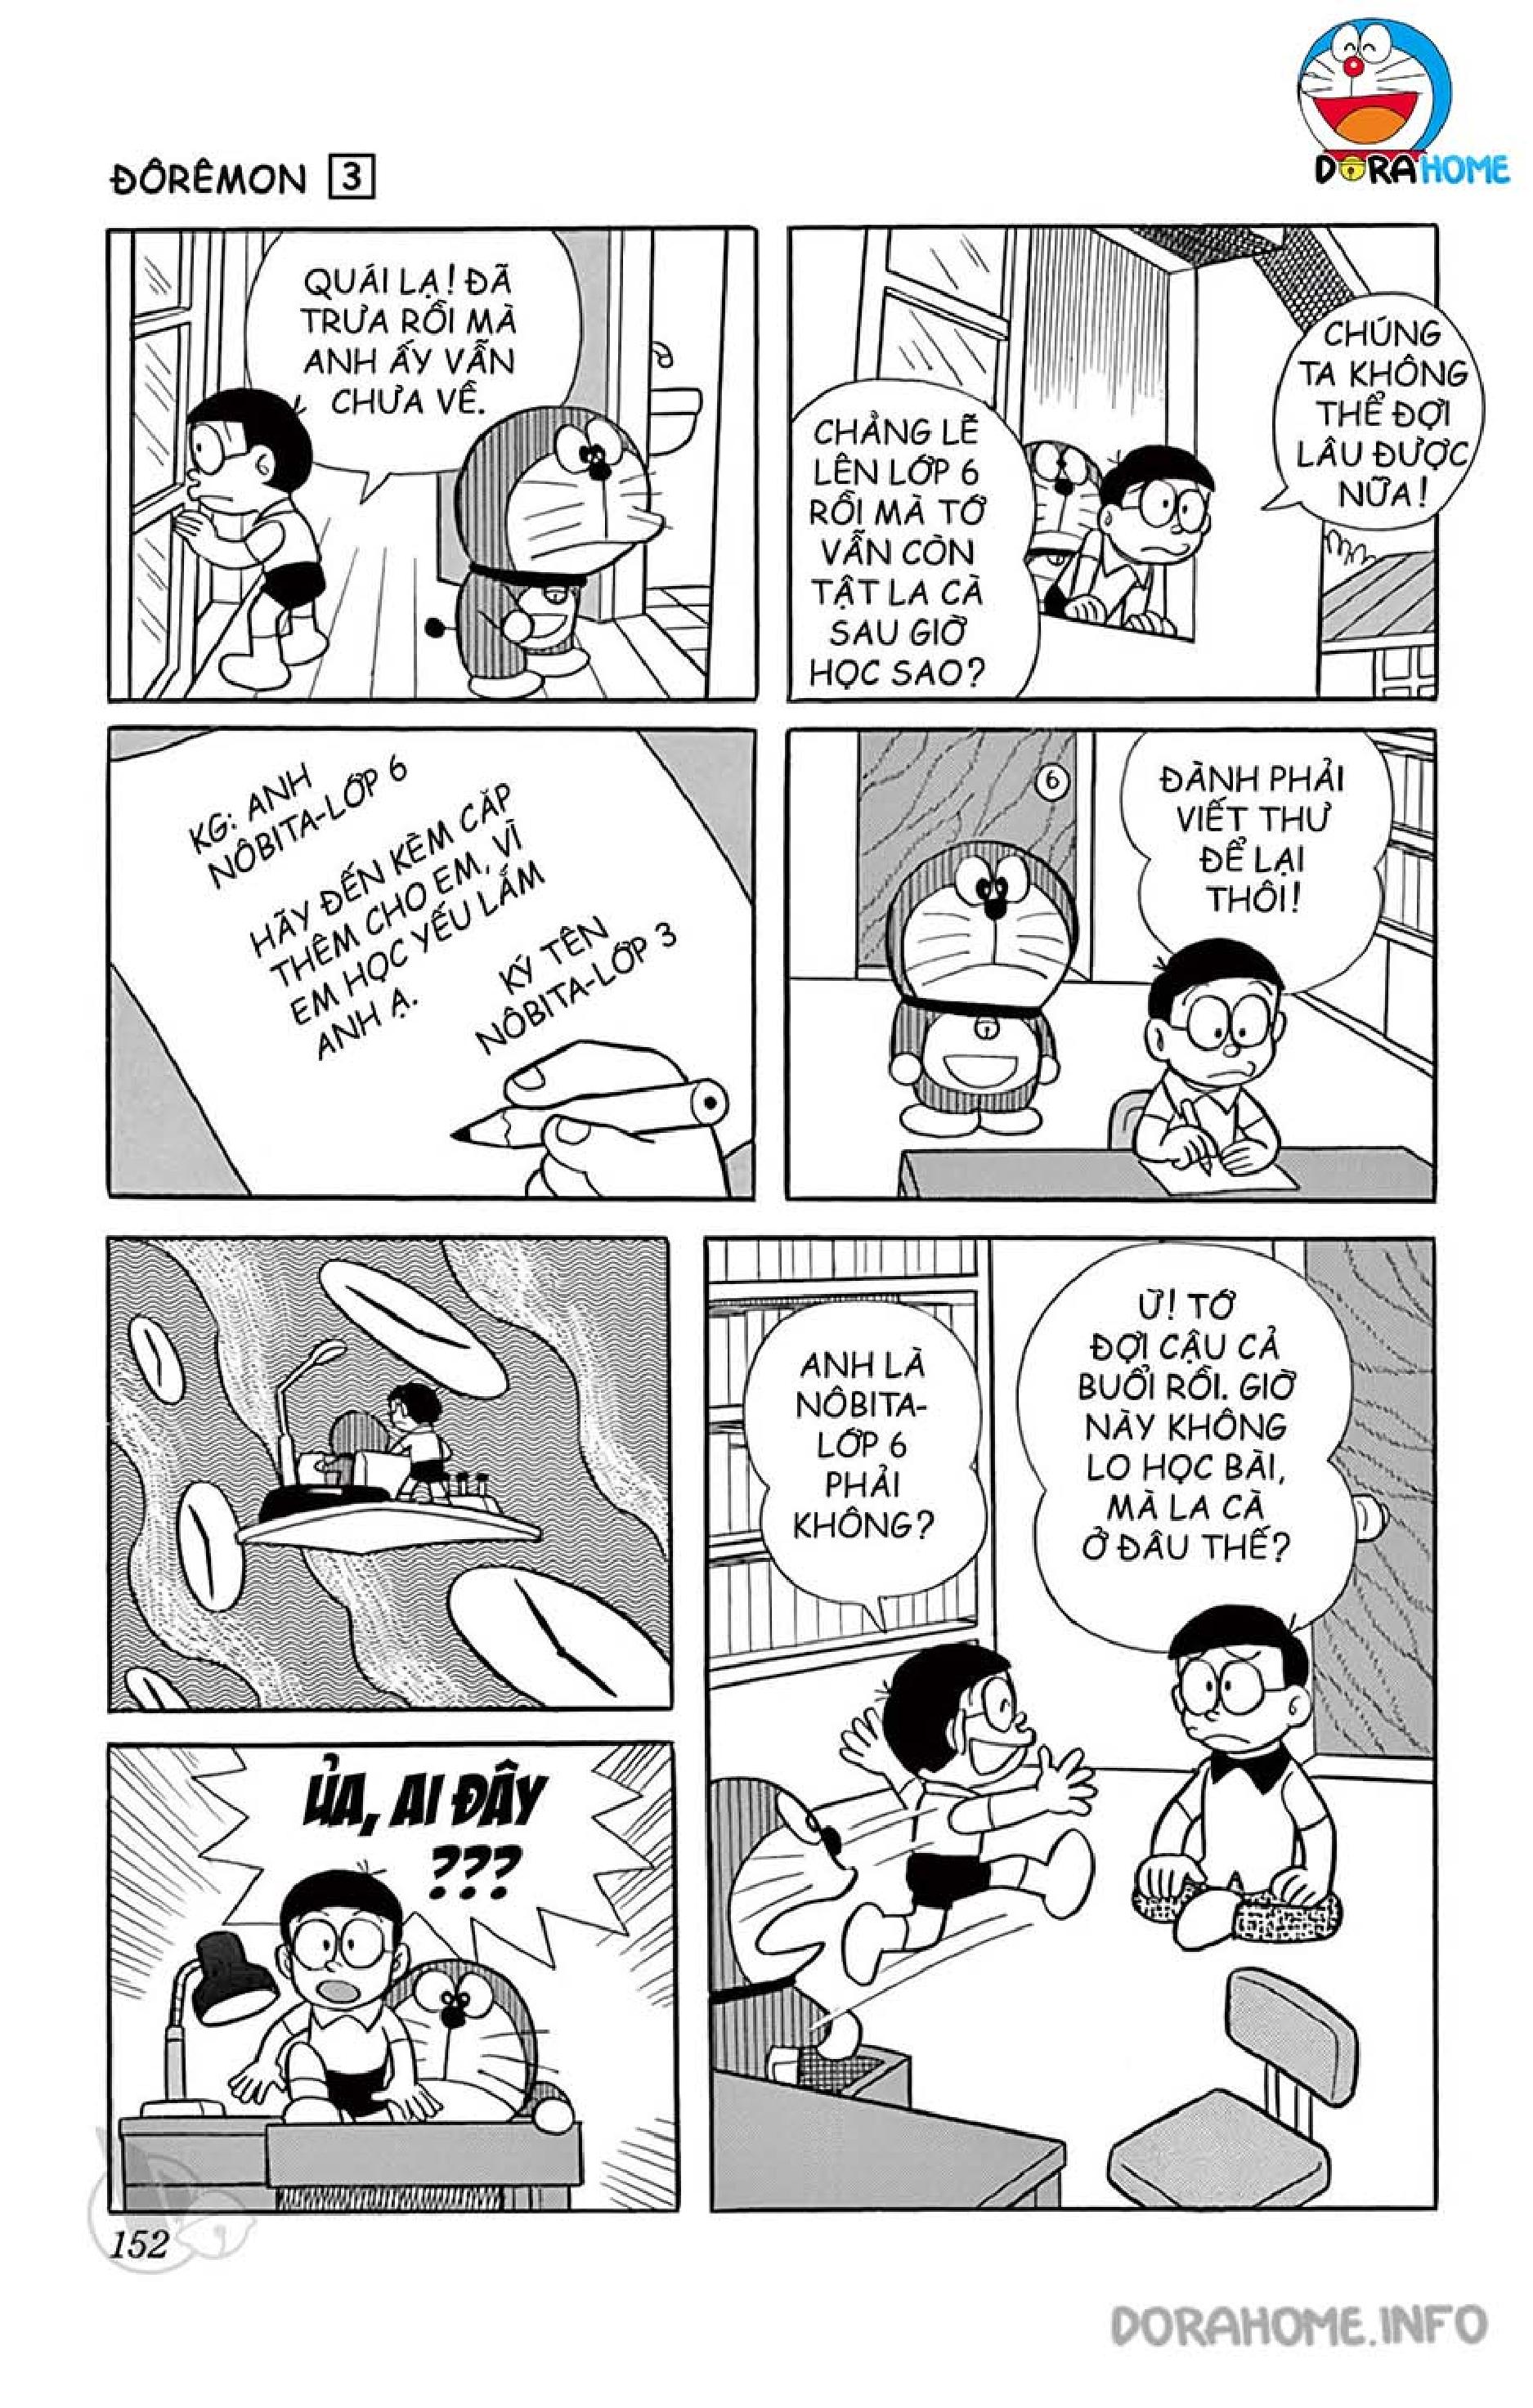 DORAHOME
ĐÔRÊMON 3
QUÁI LẠ! ĐÃ
TRƯA RỒI MÀ
ANH ẤY VẪN
CHƯA VỀ.
CHÚNG
TA KHÔNG
THỂ ĐỢI
LÂU ĐƯỢC
NỮA!
CHẲNG LẼ
LÊN LỚP 6
RỒI MÀ TỚ
VẪN CÒN
TẬT LA CÀ
SAU GIỜ
HỌC SAO?
KG: ANH
NÔBITA-LỚP 6
HÃY ĐẾN KÈM CẶP
THÊM CHO EM, VÌ
EM HỌC YẾU LẮM
ANH Ạ.
KÝ TÊN
NÔBITA-LỚP 3
6
ĐÀNH PHẢI
VIẾT THƯ
ĐỂ LẠI
THÔI!
ỦA, AI ĐÂY
???
ANH LÀ
NÔBITA-
LỚP 6
PHẢI
KHÔNG?
Ừ! TỚ
ĐỢI CẬU CẢ
BUỔI RỒI. GIỜ
NÀY KHÔNG
LO HỌC BÀI,
MÀ LA CÀ
Ở ĐÂU THẾ?
152
DORAHOME.INFO